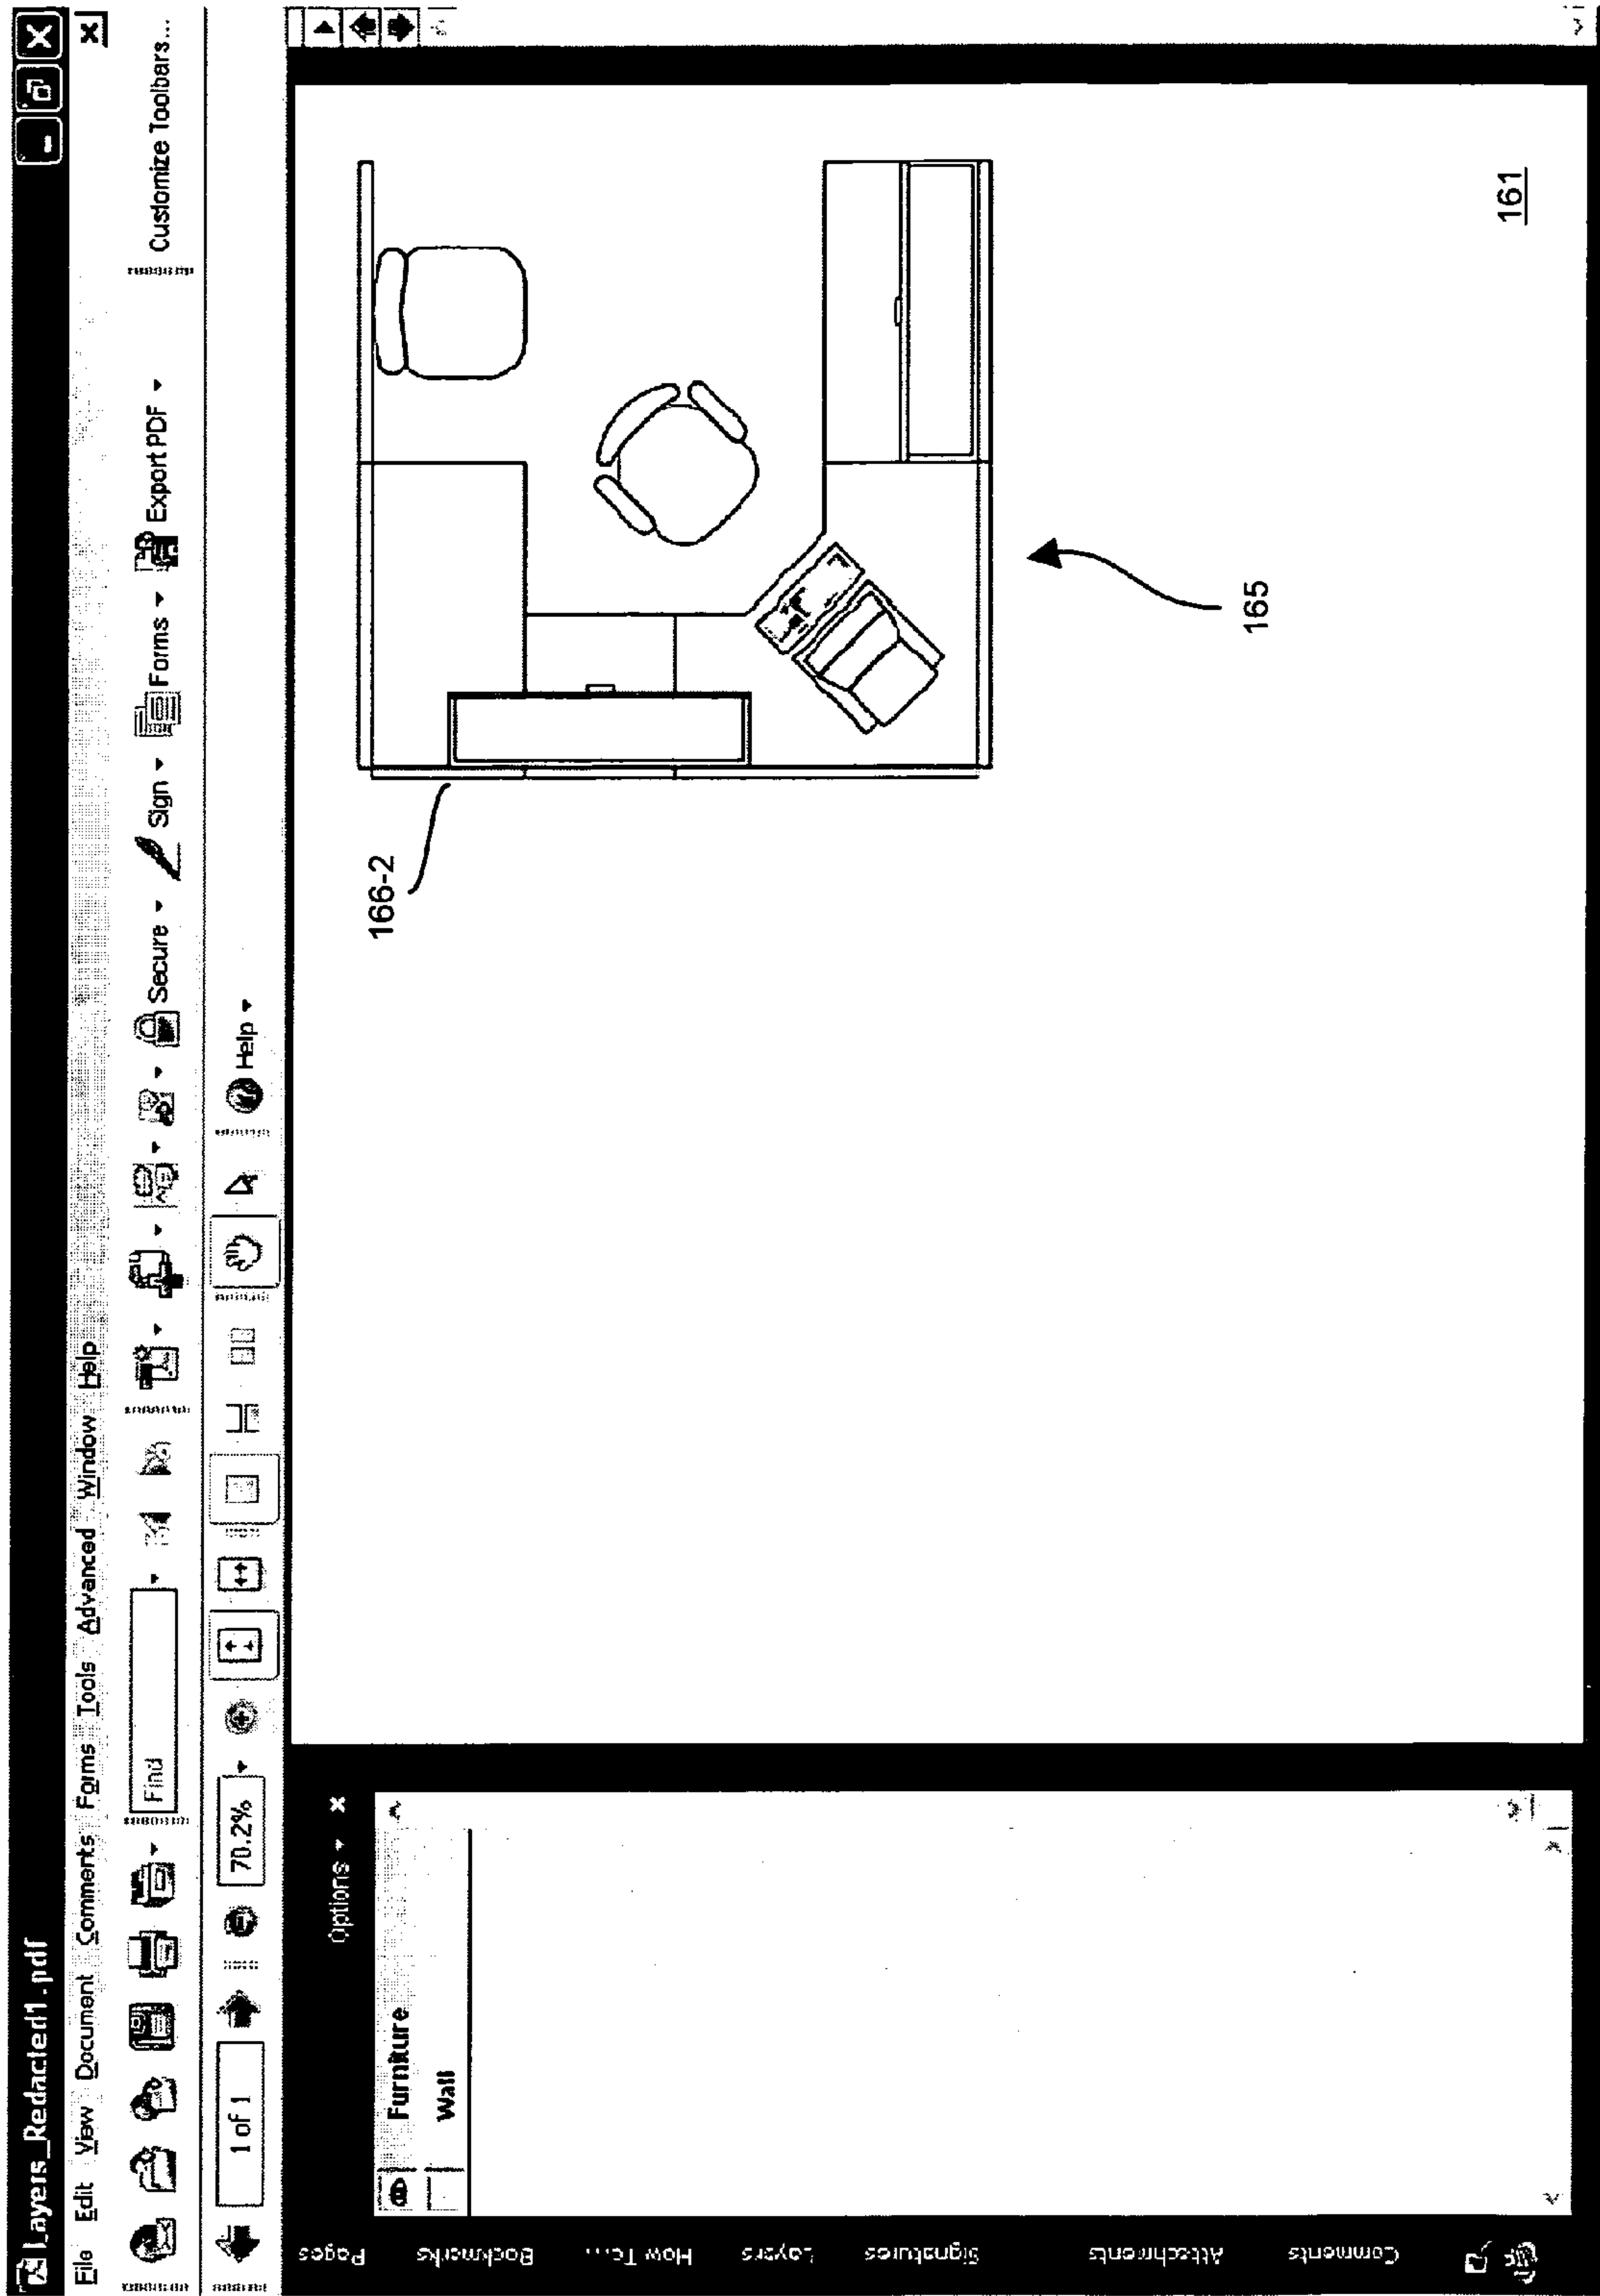 Layers_Redacted1.pdf
File Edit View Document Comments Forms Tools Advanced Window Help
Find Secure Sign Forms Export PDF Customize Toolbars...
1 of 1 70.2% Help
Options
Furniture
Wall
Pages
Bookmarks
How To...
Layers
Signatures
Attachments
Comments
166-2
165
161